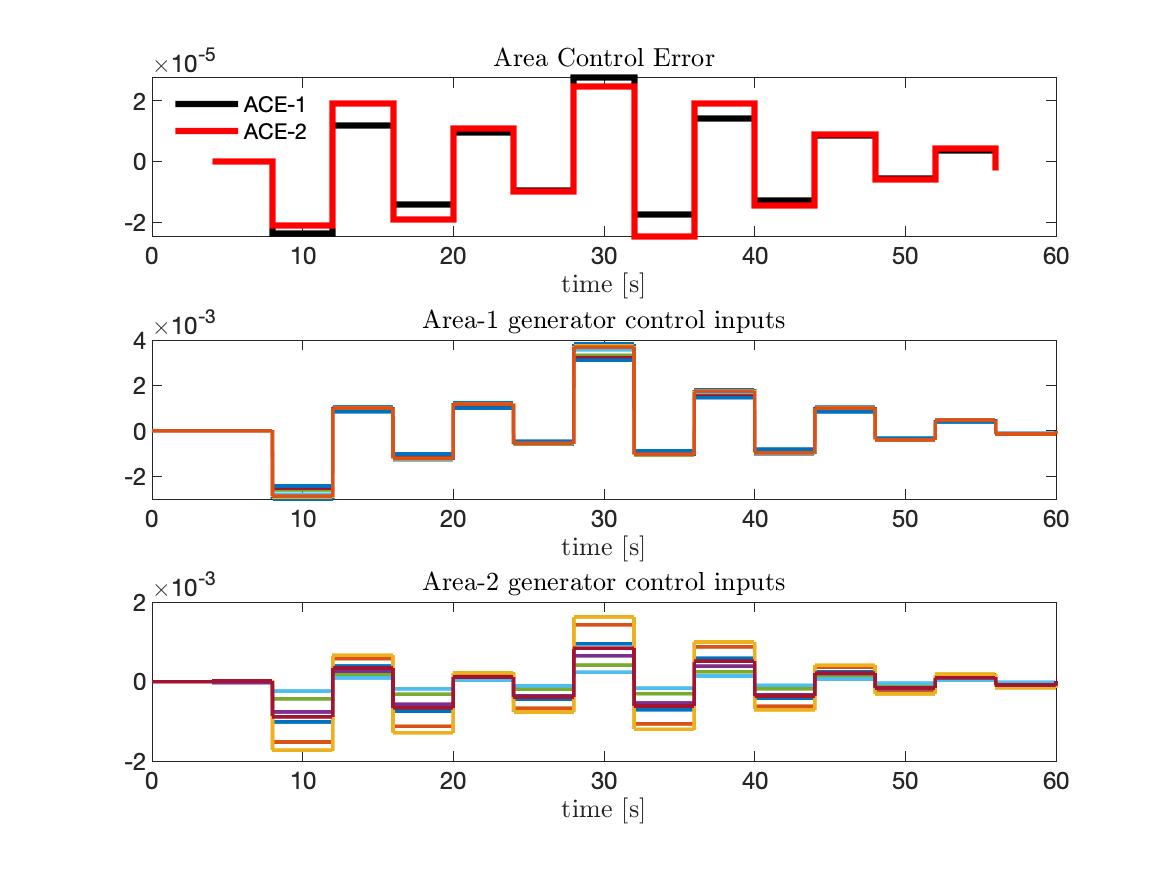 ×10-5
Area Control Error
2
0
-2
ACE-1
ACE-2
0 10 20 30 40 50 60
time [s]
×10-3
Area-1 generator control inputs
4
2
0
-2
0 10 20 30 40 50 60
time [s]
×10-3
Area-2 generator control inputs
2
0
-2
0 10 20 30 40 50 60
time [s]